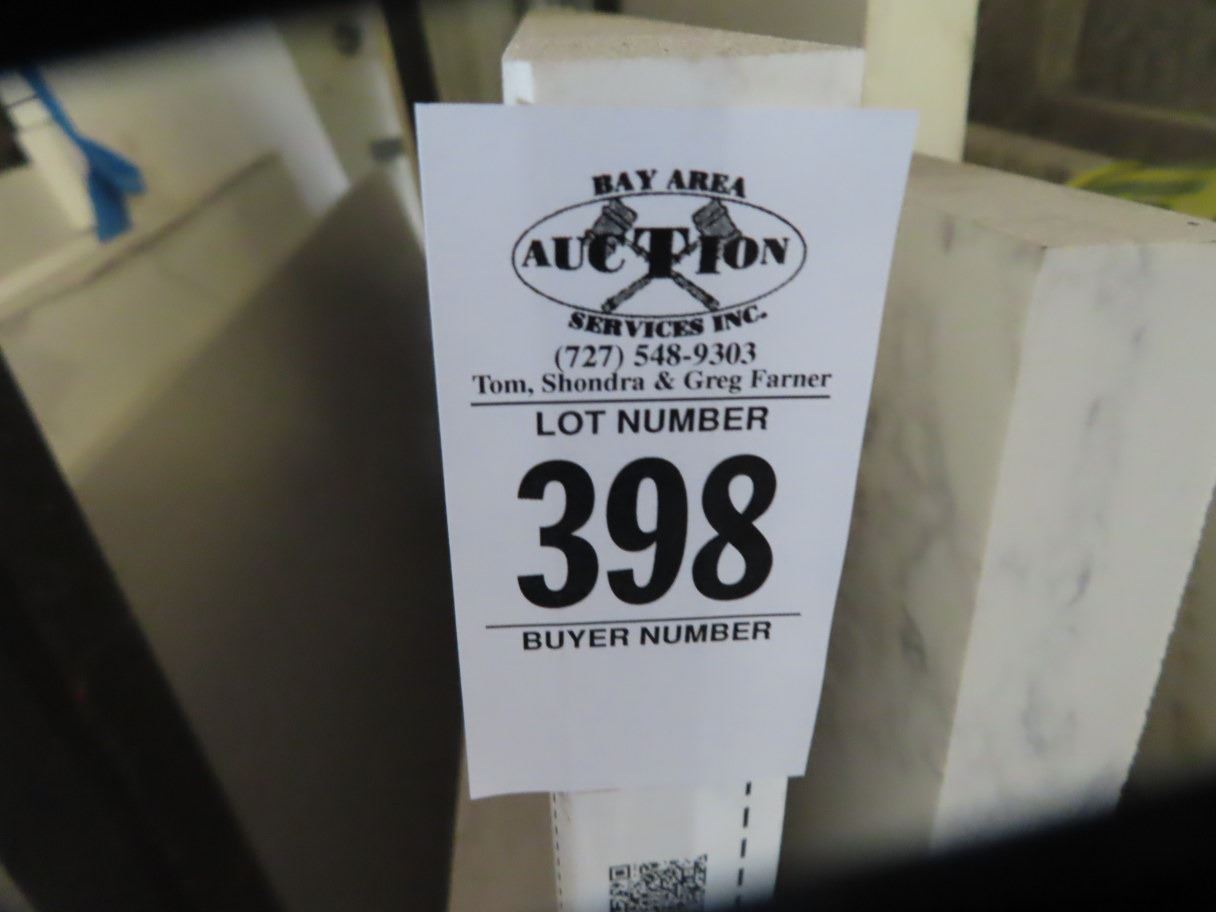 BAY AREA
AUCTION
SERVICES INC.
(727) 548-9303
Tom, Shondra & Greg Farner
LOT NUMBER
398
BUYER NUMBER